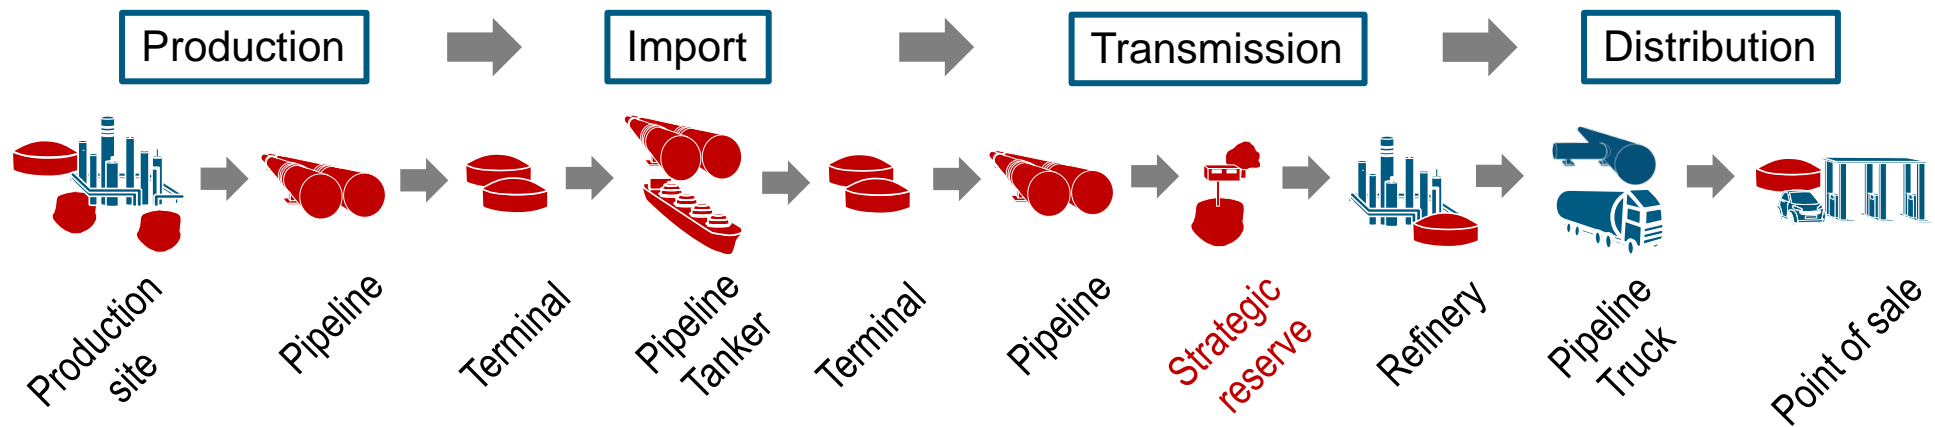 Production
Import
Transmission
Distribution
Production
site
Pipeline
Terminal
Pipeline
Tanker
Terminal
Pipeline
Strategic
reserve
Refinery
Pipeline
Truck
Point of sale